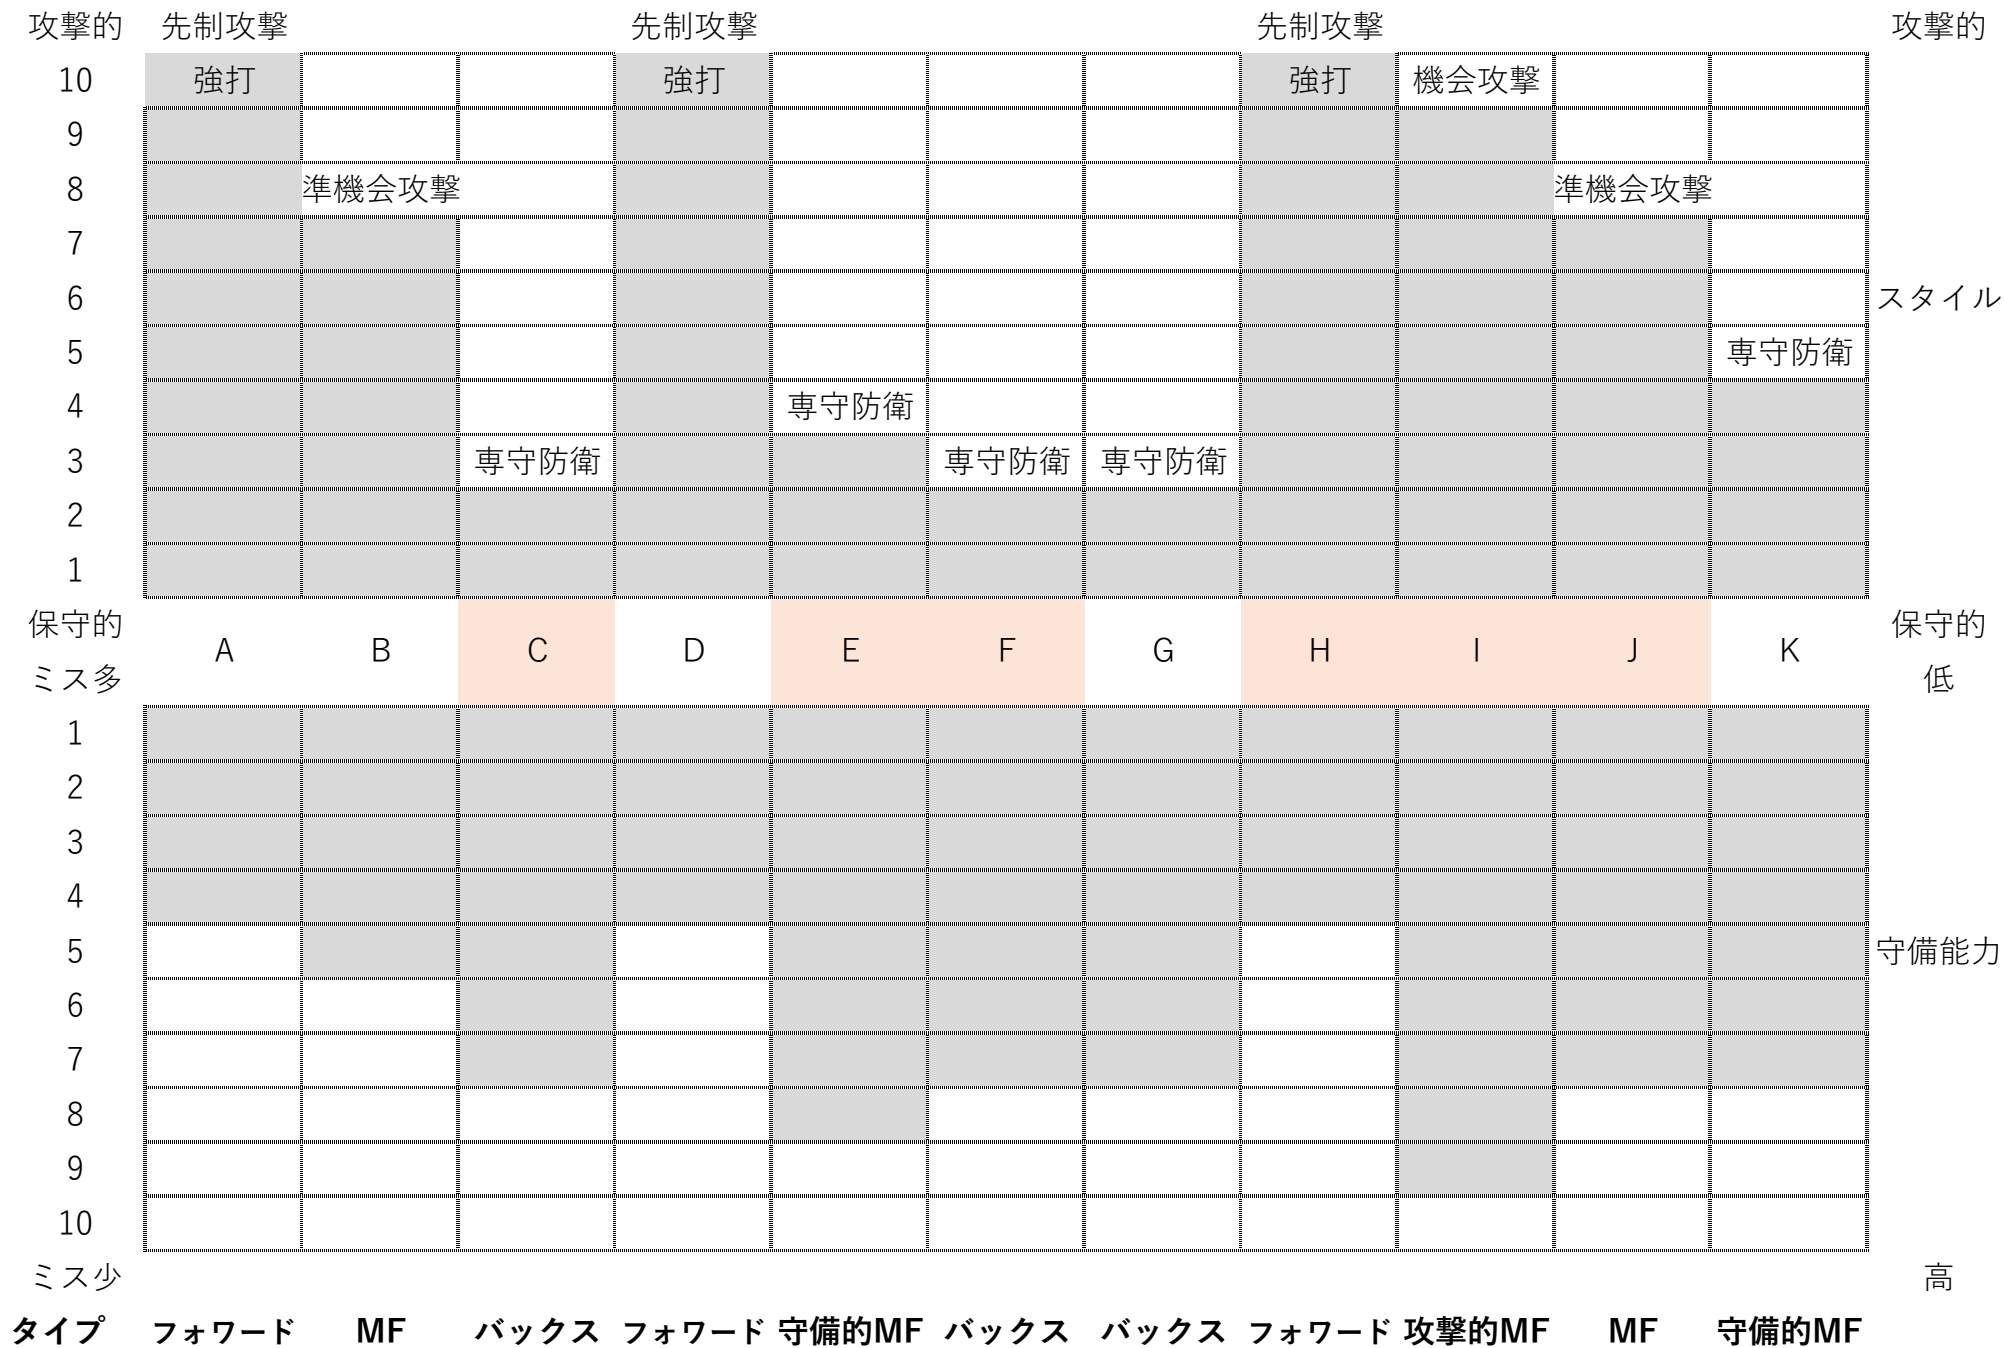 攻撃的 先制攻撃 先制攻撃 先制攻撃 攻撃的
10 強打 強打 強打 機会攻撃
9
8 準機会攻撃 準機会攻撃
7
6 スタイル
5 専守防衛
4 専守防衛
3 専守防衛 専守防衛 専守防衛
2
1
保守的 保守的
A B C D E F G H I J K
ミス多 低
1
2
3
4
5 守備能力
6
7
8
9
10
ミス少 高
タイプ フォワード MF バックス フォワード 守備的MF バックス バックス フォワード 攻撃的MF MF 守備的MF